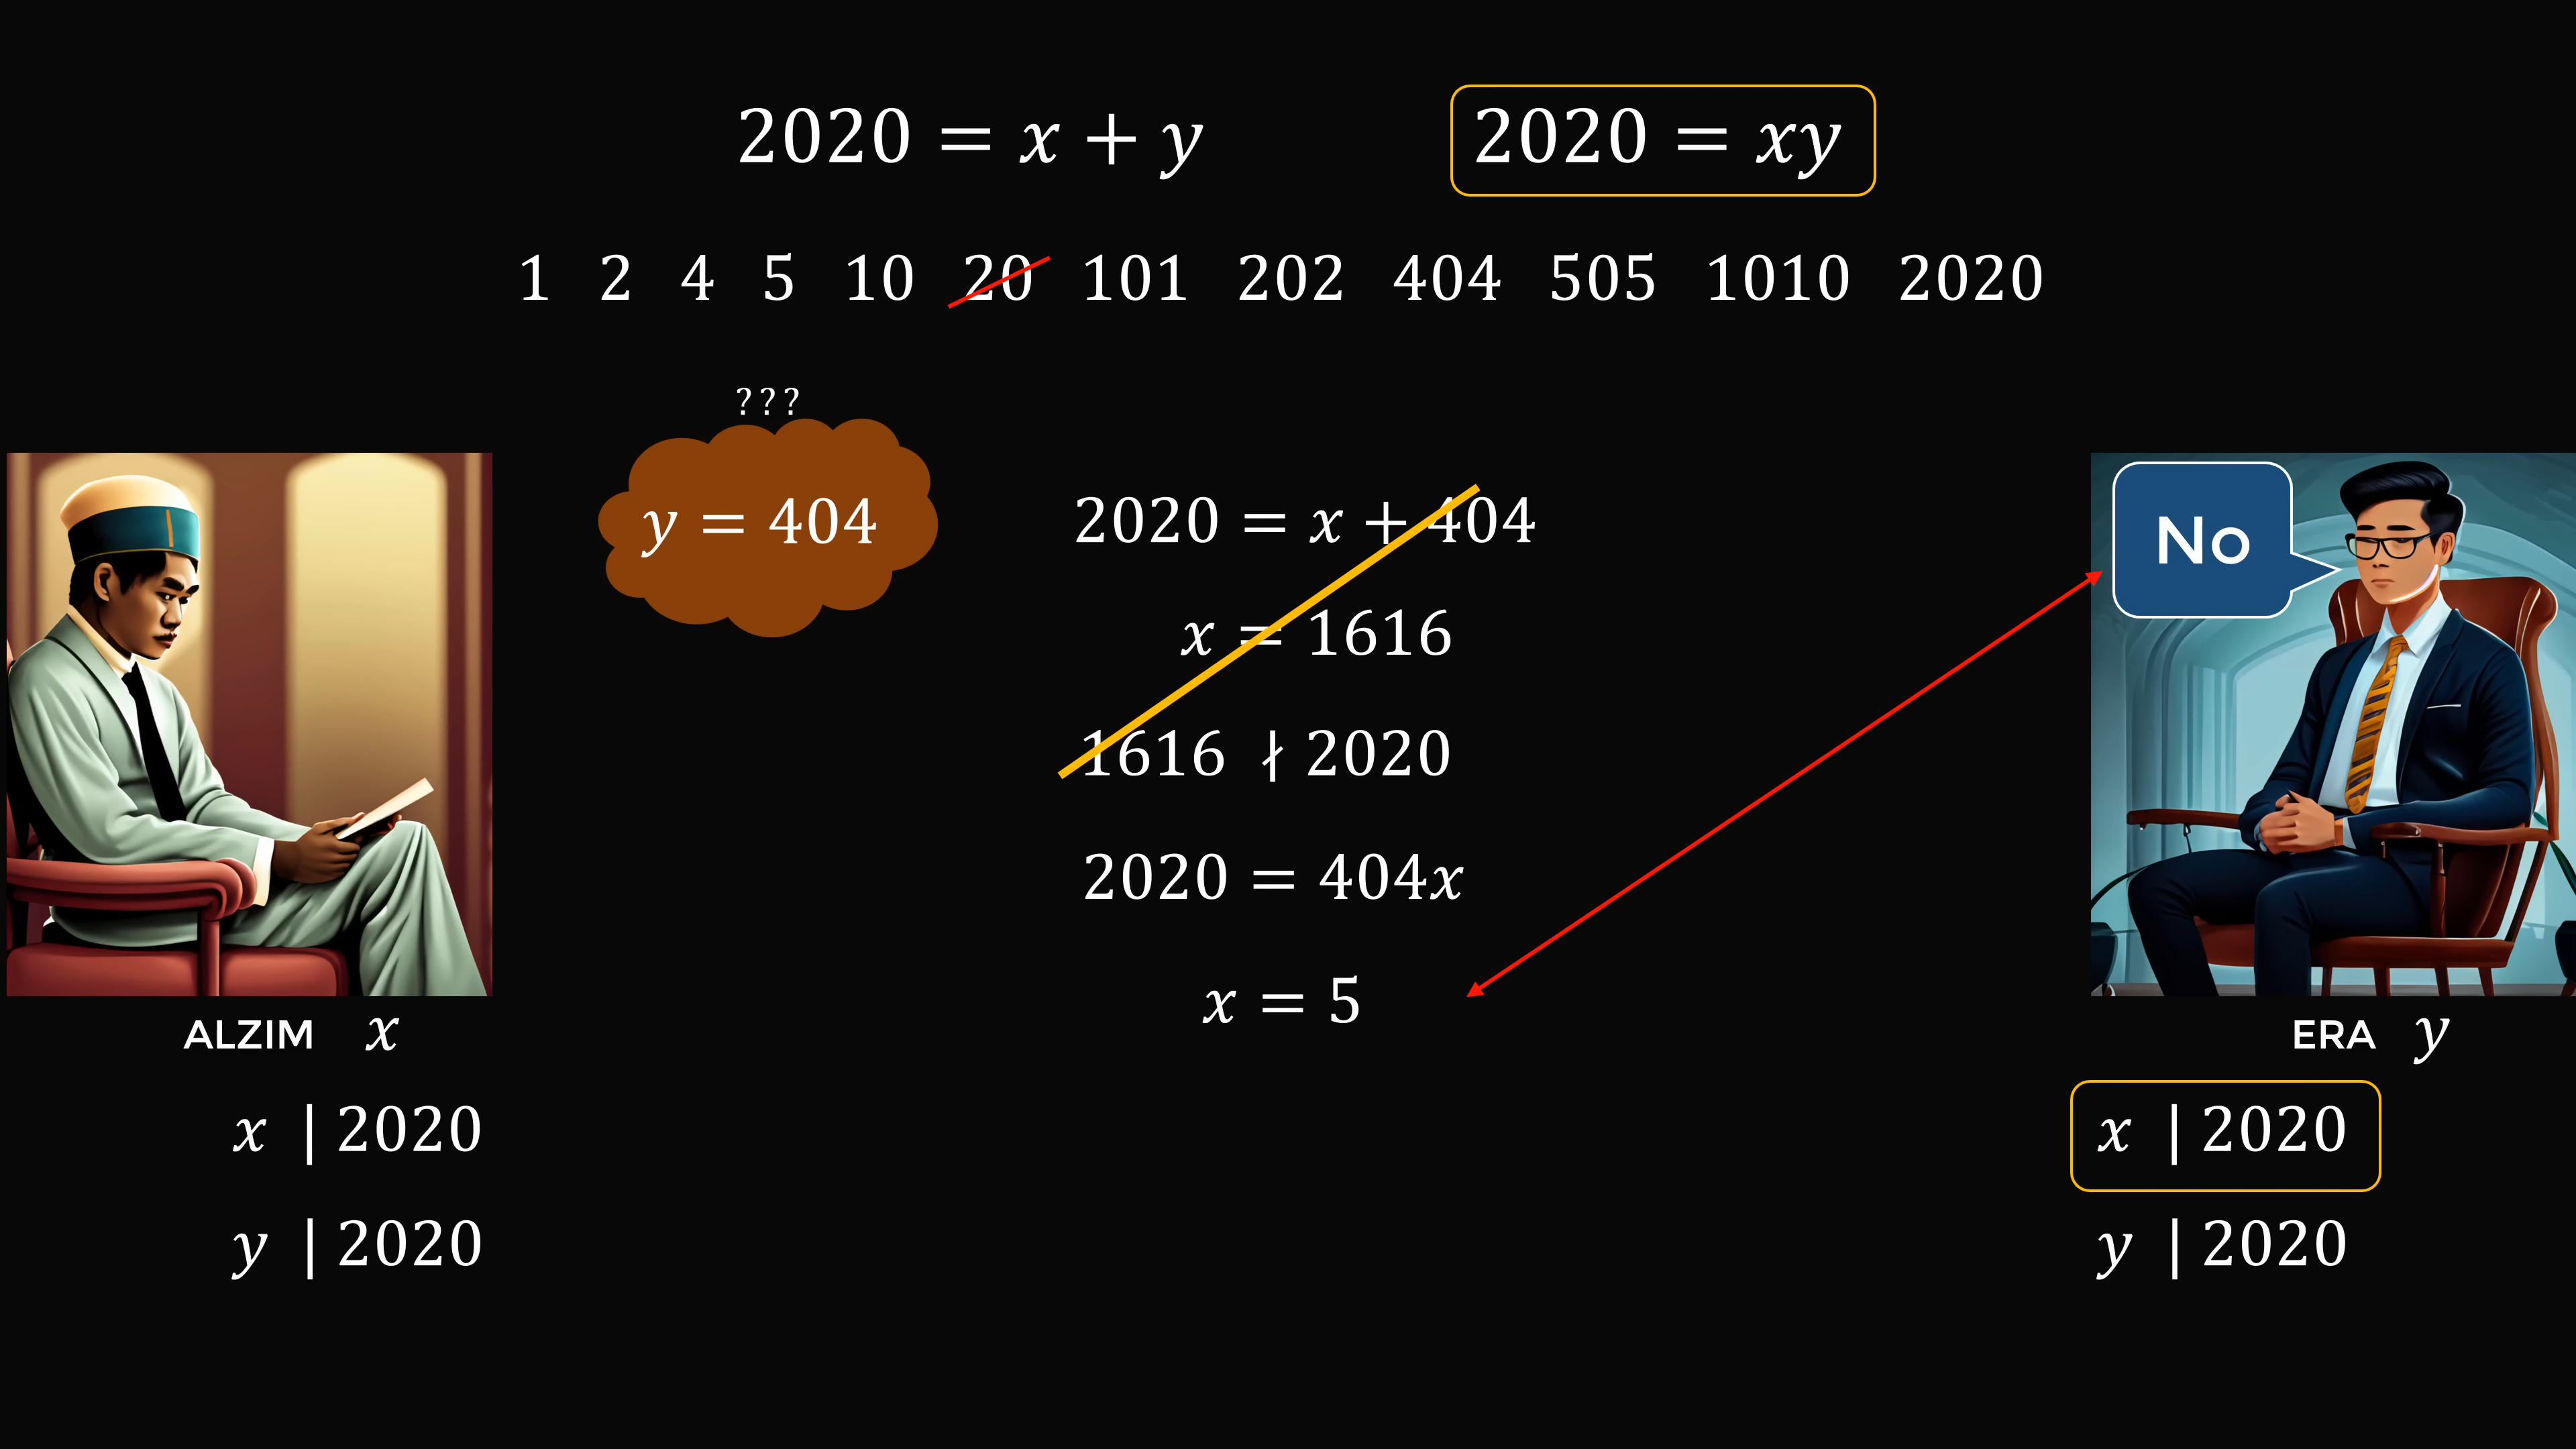 2020 = x + y
2020 = xy
1 2 4 5 10 20 101 202 404 505 1010 2020
???
y = 404
2020 = x + 404
x = 1616
1616 ∤ 2020
2020 = 404x
x = 5
No
ALZIM x
x | 2020
y | 2020
ERA y
x | 2020
y | 2020